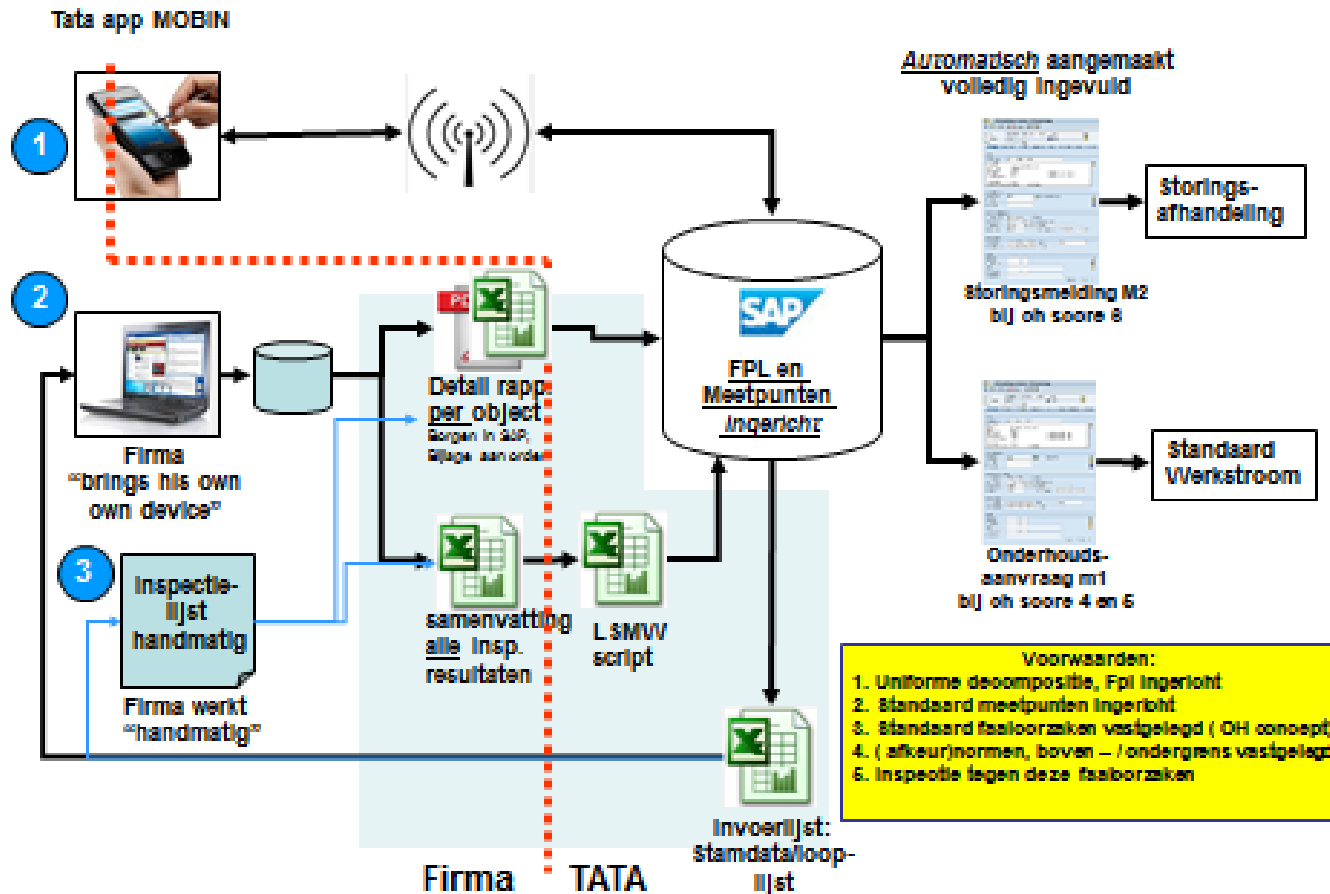 Tata app MOBIN
1
2
Firma
“brings his own
own device”
3
Inspectie-
lijst
handmatig
Firma werkt
“handmatig”
PD
Detail rapp.
per object
Borgen in SAP,
Bijlage aan order
samenvatting
alle insp.
resultaten
LSMW
script
SAP
FPL en
Meetpunten
ingericht
Invoerlijst:
Stamdata/loop-
lijst
Firma
TATA
Automatisch aangemaakt
volledig ingevuld
Storingsmelding M2
bij oh score 6
Storings-
afhandeling
Onderhouds-
aanvraag m1
bij oh score 4 en 5
Standaard
Werkstroom
Voorwaarden:
1. Uniforme decompositie, Fpl ingericht
2. Standaard meetpunten ingericht
3. Standaard faaloorzaken vastgelegd ( OH concept)
4. ( afkeur)normen, boven – / ondergrens vastgelegd
5. Inspectie tegen deze faaloorzaken